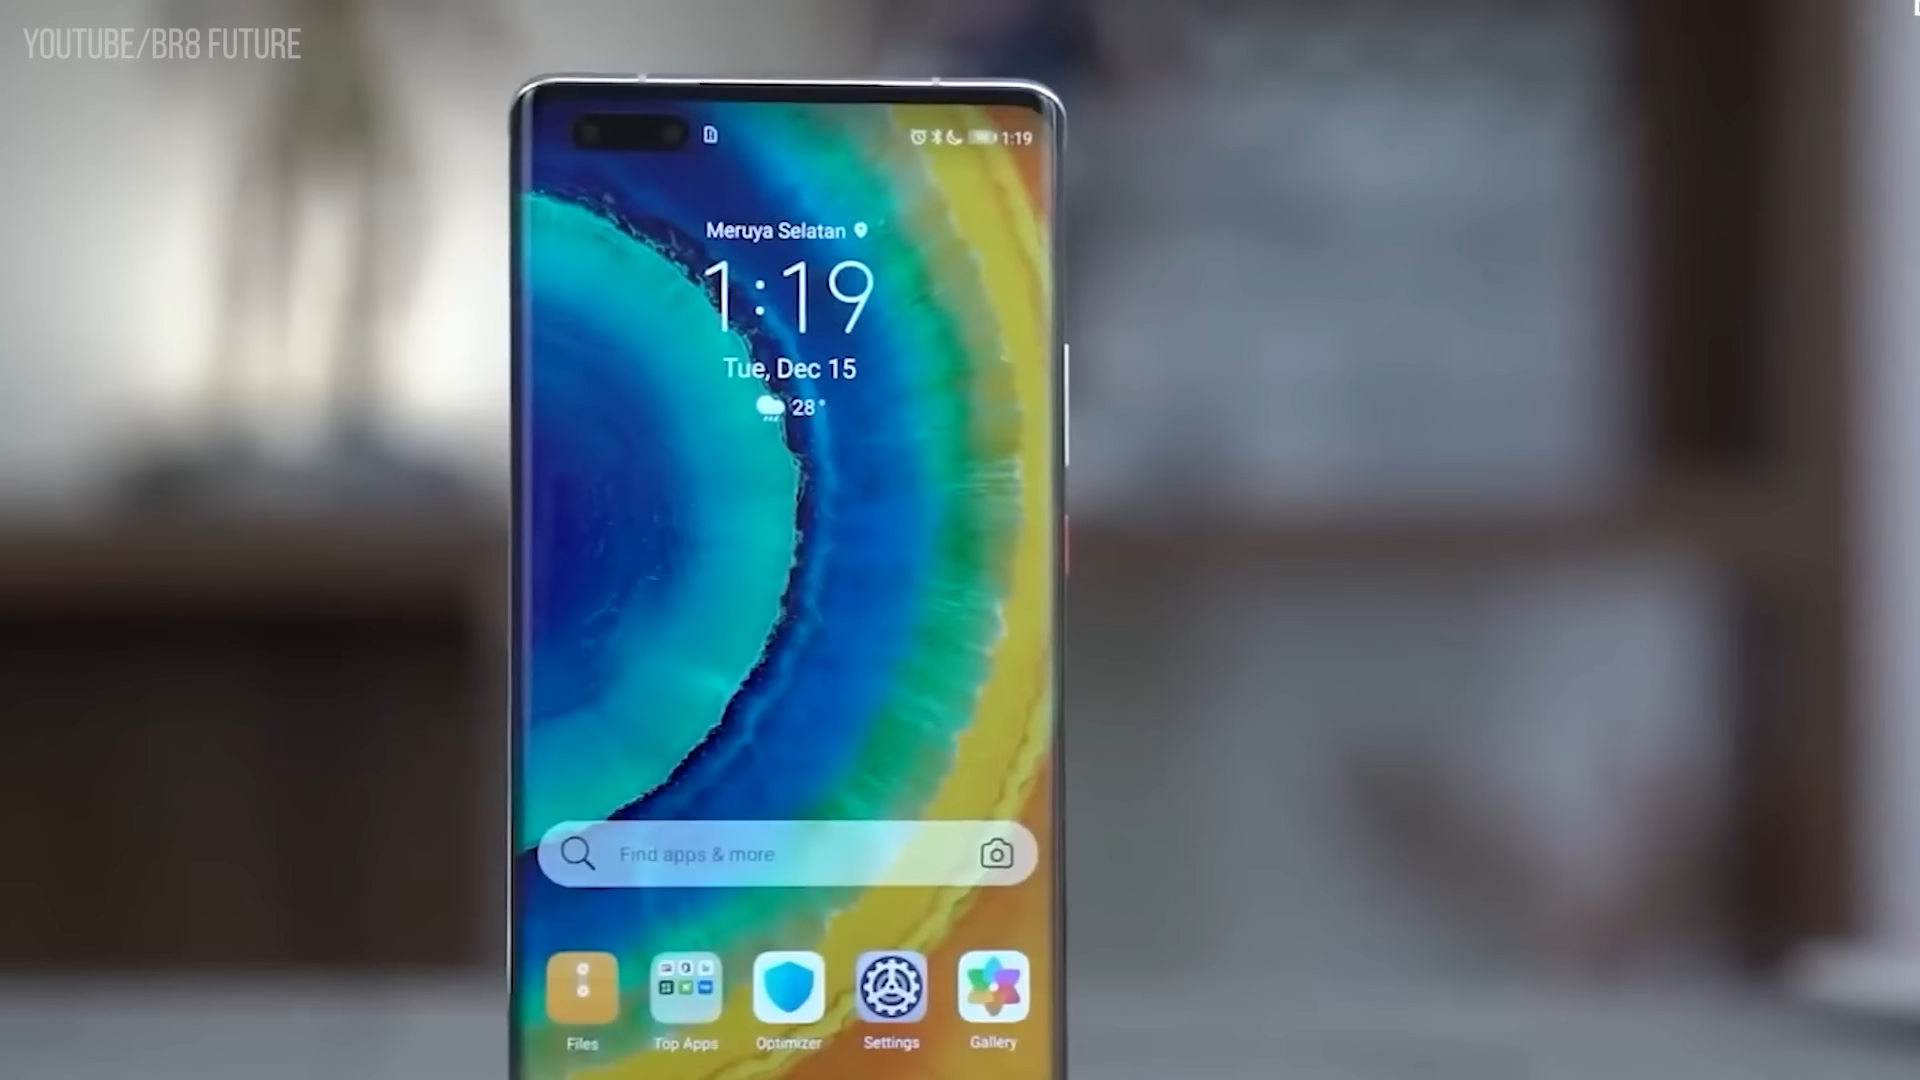 YOUTUBE/BR8 FUTURE
1:19
Meruya Selatan
1:19
Tue, Dec 15
28°
Find apps & more
Files
Top Apps
Optimizer
Settings
Gallery